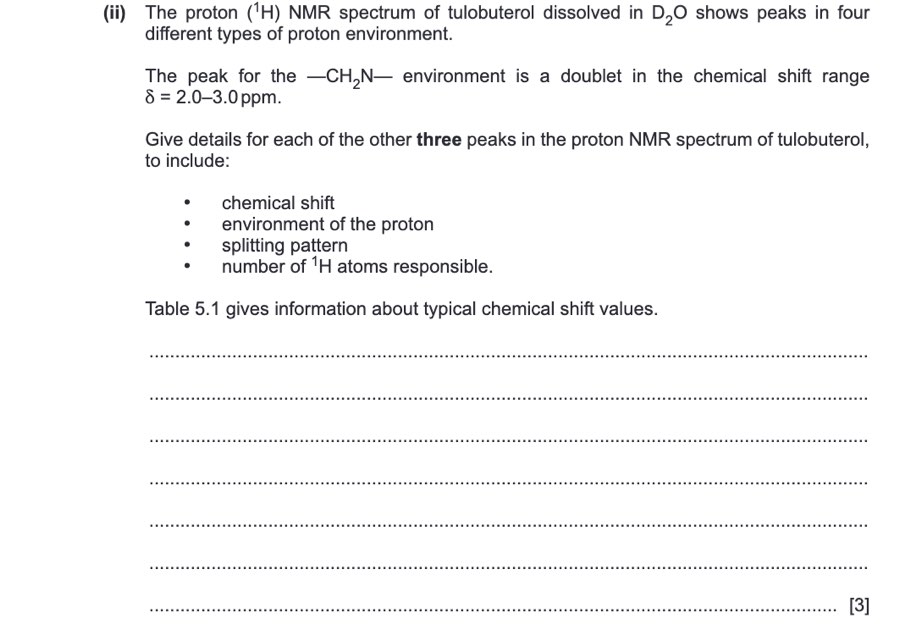 (ii) The proton (¹H) NMR spectrum of tulobuterol dissolved in D₂O shows peaks in four
different types of proton environment.
The peak for the —CH₂N— environment is a doublet in the chemical shift range
δ = 2.0–3.0 ppm.
Give details for each of the other three peaks in the proton NMR spectrum of tulobuterol,
to include:
• chemical shift
• environment of the proton
• splitting pattern
• number of ¹H atoms responsible.
Table 5.1 gives information about typical chemical shift values.
[3]